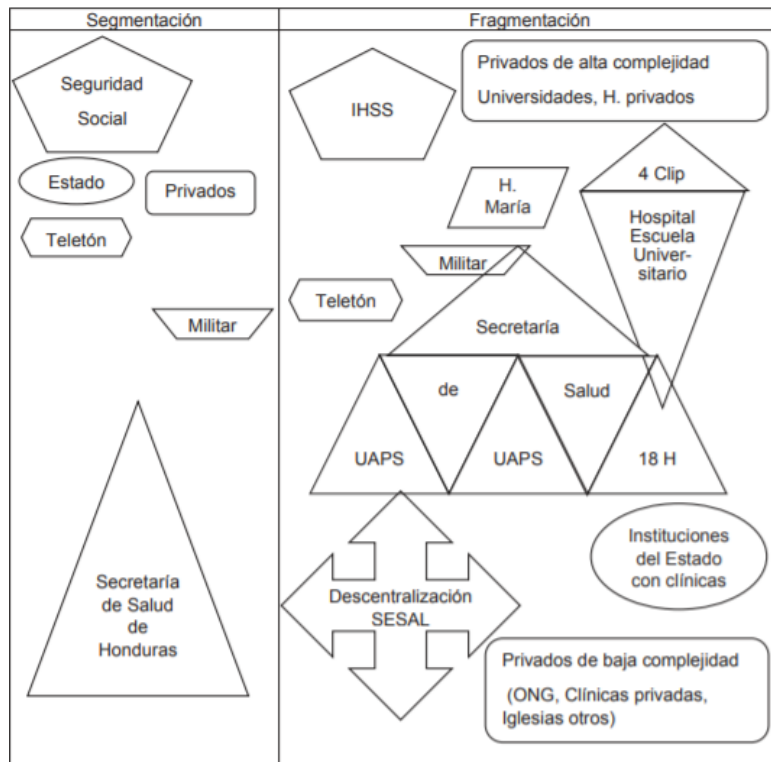 Segmentación
Fragmentación
Seguridad
Social
Estado
Privados
Teletón
Militar
Secretaría
de Salud
de
Honduras
IHSS
Privados de alta complejidad
Universidades, H. privados
H.
María
4 Clip
Hospital
Escuela
Univer-
sitario
Militar
Teletón
Secretaría
de
Salud
UAPS
UAPS
18 H
Instituciones
del Estado
con clínicas
Descentralización
SESAL
Privados de baja complejidad
(ONG, Clínicas privadas,
Iglesias otros)